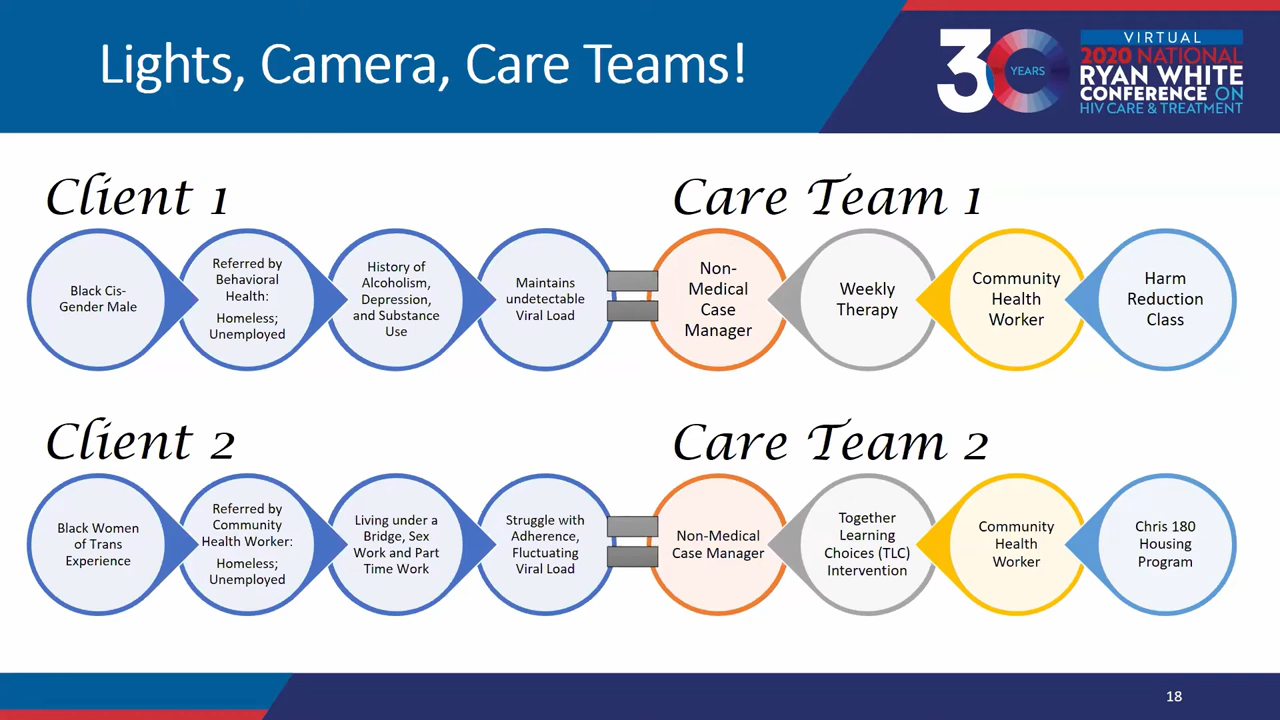 Lights, Camera, Care Teams!
30
YEARS
VIRTUAL
2020 NATIONAL
RYAN WHITE
CONFERENCE ON
HIV CARE & TREATMENT
Client 1
Black Cis-
Gender Male
Referred by
Behavioral
Health:
Homeless;
Unemployed
History of
Alcoholism,
Depression,
and Substance
Use
Maintains
undetectable
Viral Load
Care Team 1
Non-
Medical
Case
Manager
Weekly
Therapy
Community
Health
Worker
Harm
Reduction
Class
Client 2
Black Women
of Trans
Experience
Referred by
Community
Health Worker:
Homeless;
Unemployed
Living under a
Bridge, Sex
Work and Part
Time Work
Struggle with
Adherence,
Fluctuating
Viral Load
Care Team 2
Non-Medical
Case Manager
Together
Learning
Choices (TLC)
Intervention
Community
Health
Worker
Chris 180
Housing
Program
18